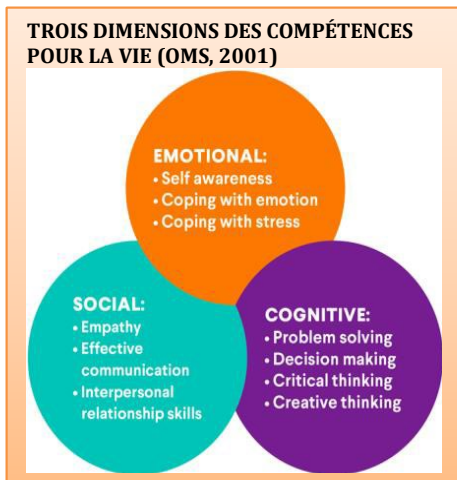 TROIS DIMENSIONS DES COMPÉTENCES
POUR LA VIE (OMS, 2001)
EMOTIONAL:
• Self awareness
• Coping with emotion
• Coping with stress
SOCIAL:
• Empathy
• Effective
communication
• Interpersonal
relationship skills
COGNITIVE:
• Problem solving
• Decision making
• Critical thinking
• Creative thinking